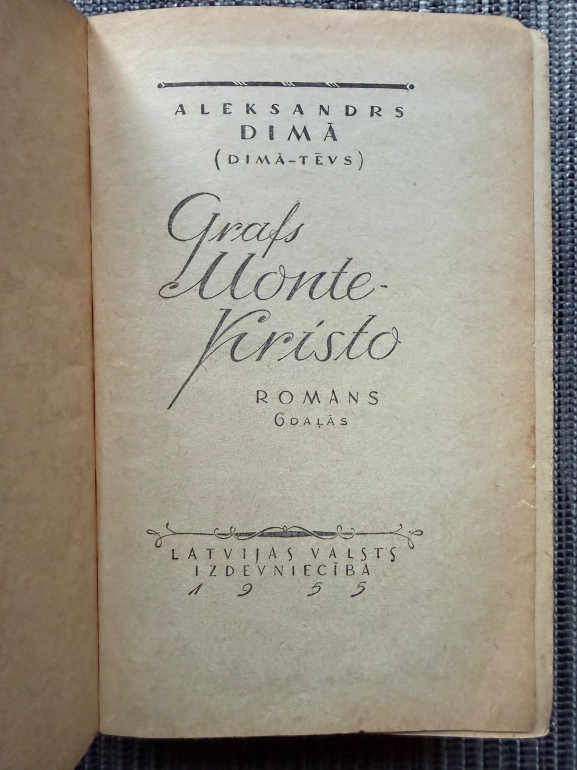 ALEKSANDRS
DIMĀ
(DIMĀ-TĒVS)
Grafs
Monte-
Kristo
ROMĀNS
6 DAĻĀS
LATVIJAS VALSTS
IZDEVNIECĪBA
1955